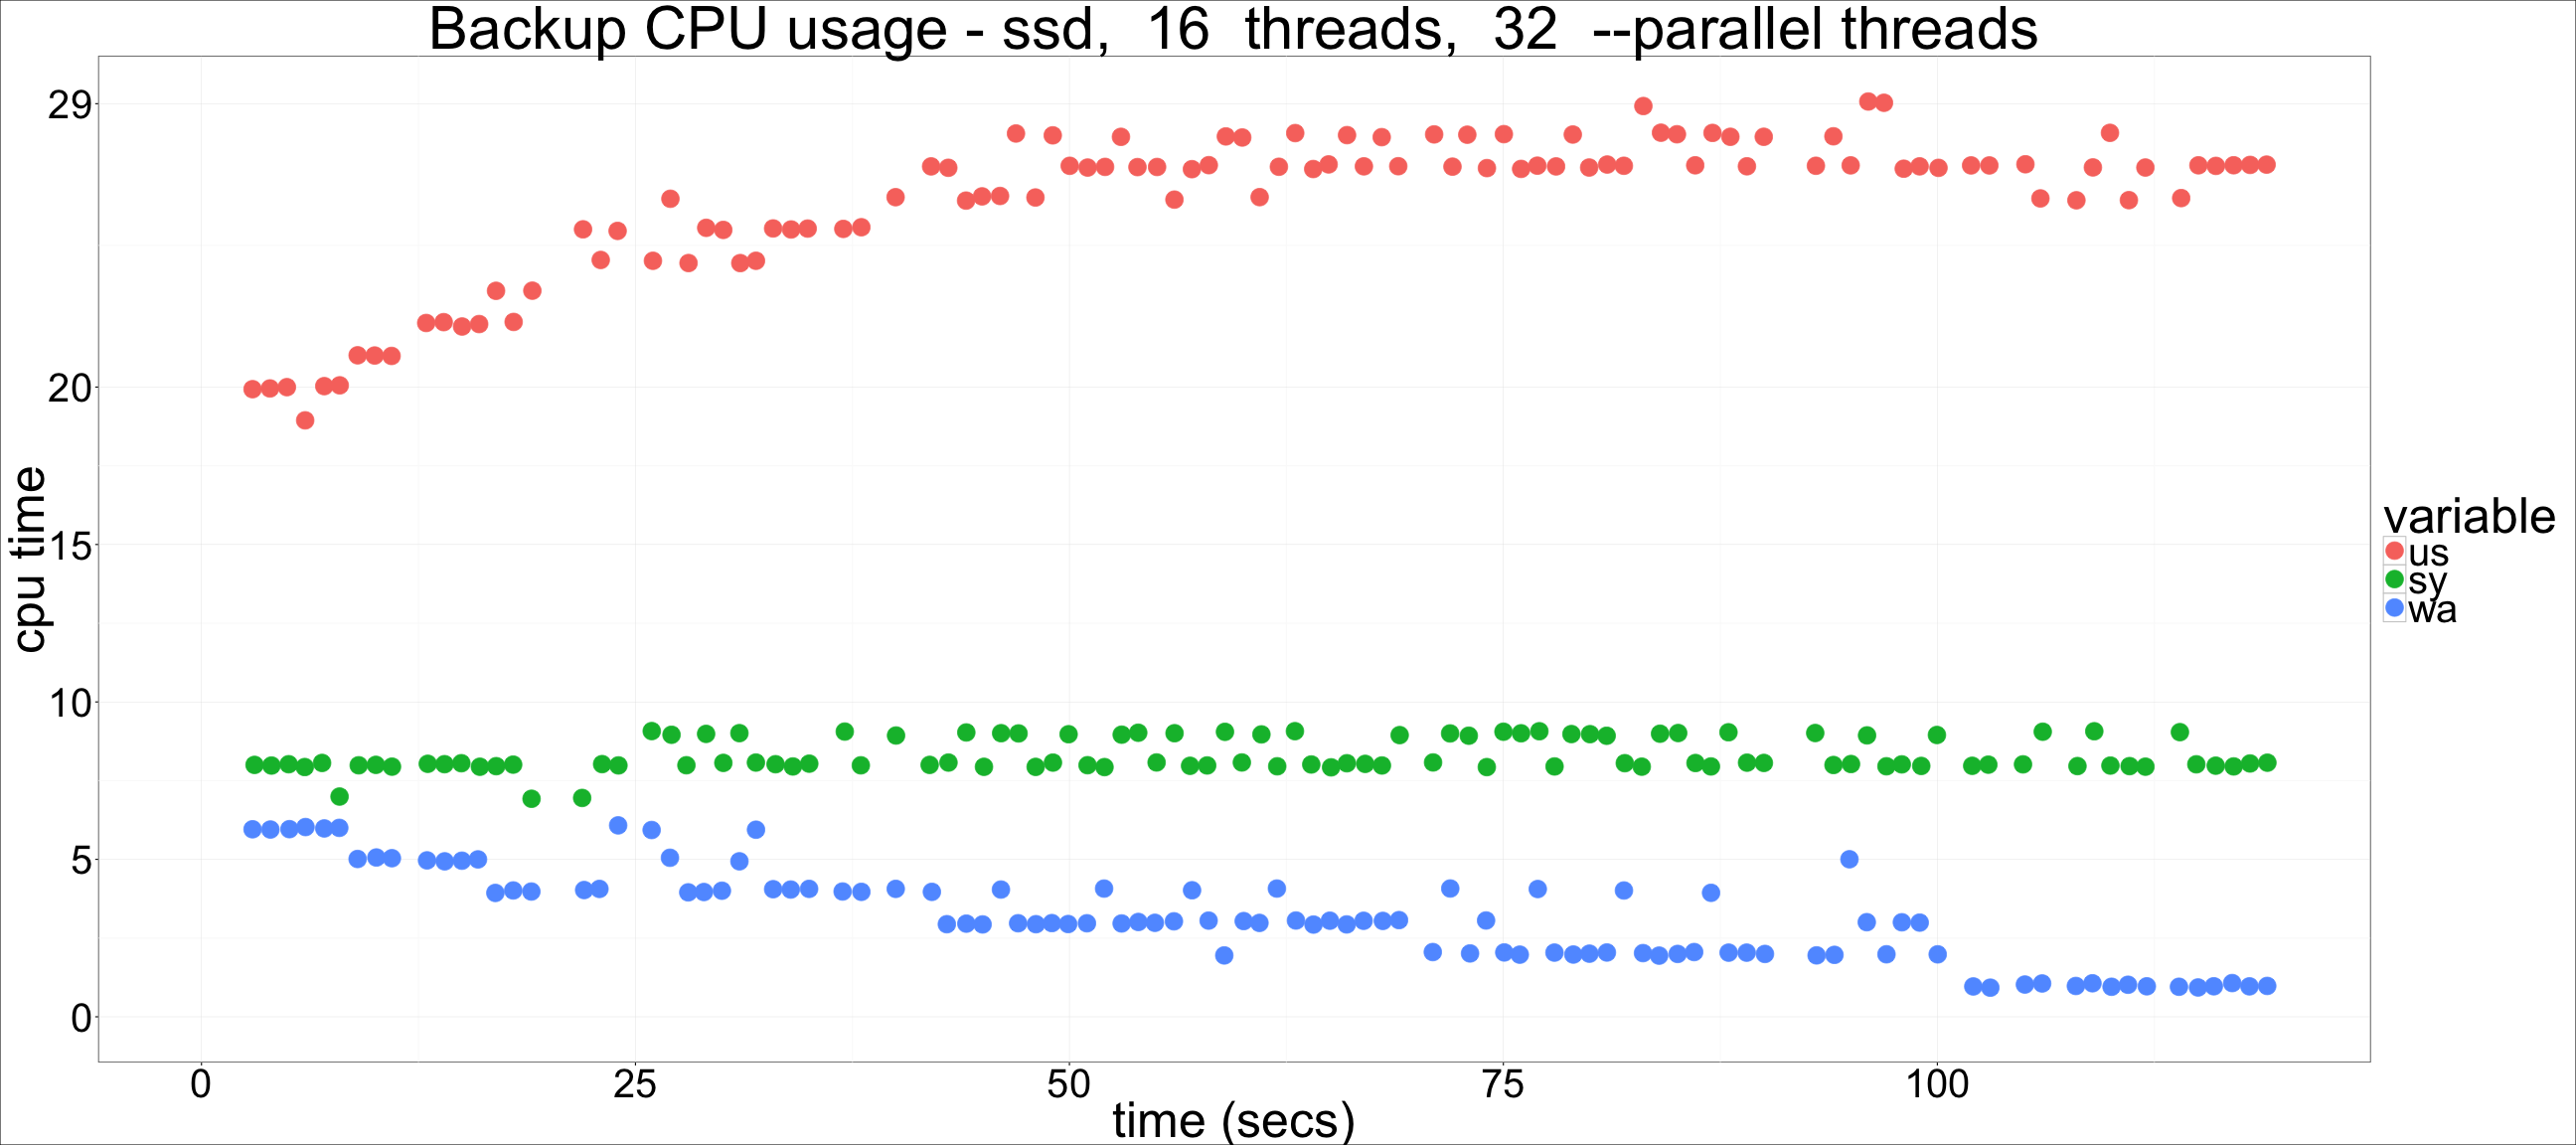 Backup CPU usage - ssd,  16  threads,  32  --parallel threads
29
20
15
10
5
0
cpu time
0 25 50 75 100
time (secs)
variable
us
sy
wa